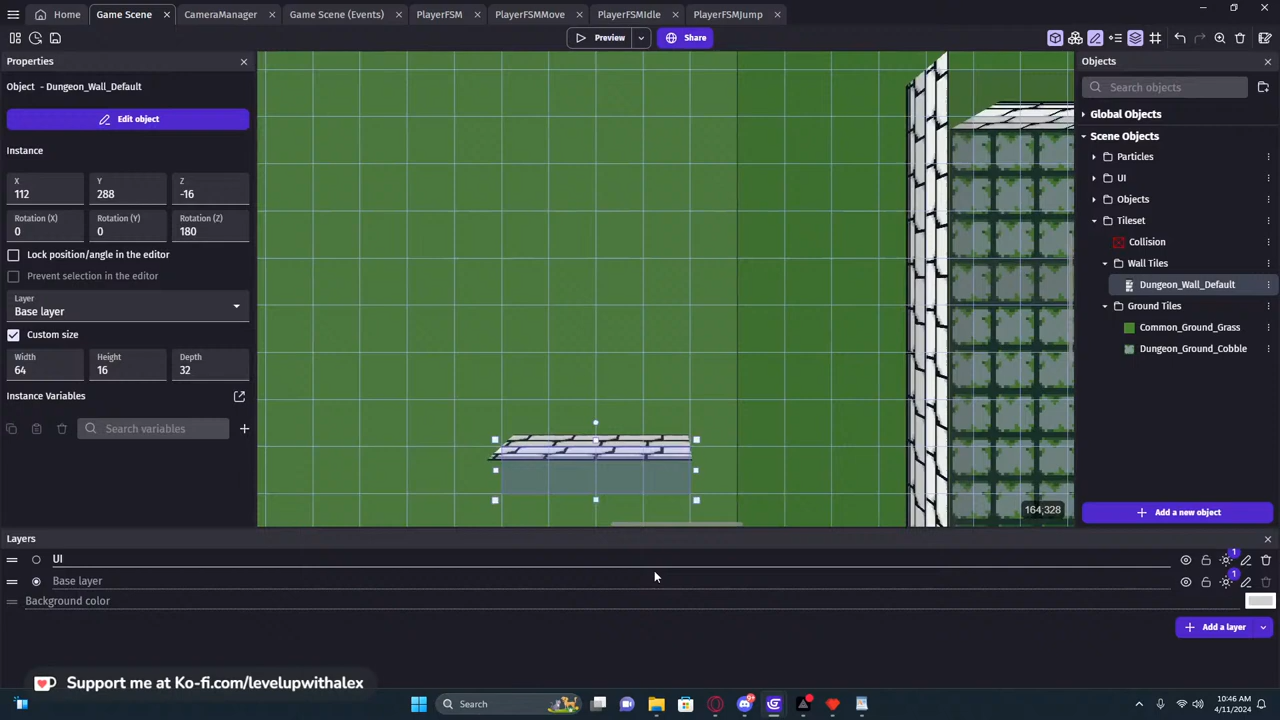 Home
Game Scene
CameraManager
Game Scene (Events)
PlayerFSM
PlayerFSMMove
PlayerFSMIdle
PlayerFSMJump
Preview
Share
Properties
Object - Dungeon_Wall_Default
Edit object
Instance
X
Y
Z
112
288
-16
Rotation (X)
Rotation (Y)
Rotation (Z)
0
0
180
Lock position/angle in the editor
Prevent selection in the editor
Layer
Base layer
Custom size
Width
Height
Depth
64
16
32
Instance Variables
Search variables
164;328
Objects
Search objects
Global Objects
Scene Objects
Particles
UI
Objects
Tileset
Collision
Wall Tiles
Dungeon_Wall_Default
Ground Tiles
Common_Ground_Grass
Dungeon_Ground_Cobble
Add a new object
Layers
UI
1
Base layer
1
Background color
Add a layer
Support me at Ko-fi.com/levelupwithalex
Search
10:46 AM
4/11/2024